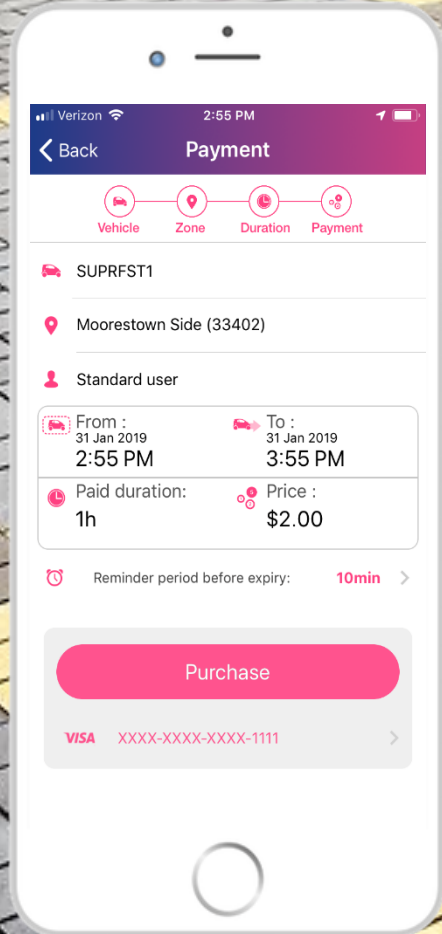 Verizon 2:55 PM
Back Payment
Vehicle Zone Duration Payment
SUPRFST1
Moorestown Side (33402)
Standard user
From : To :
31 Jan 2019 31 Jan 2019
2:55 PM 3:55 PM
Paid duration: Price :
1h $2.00
Reminder period before expiry: 10min
Purchase
VISA XXXX-XXXX-XXXX-1111